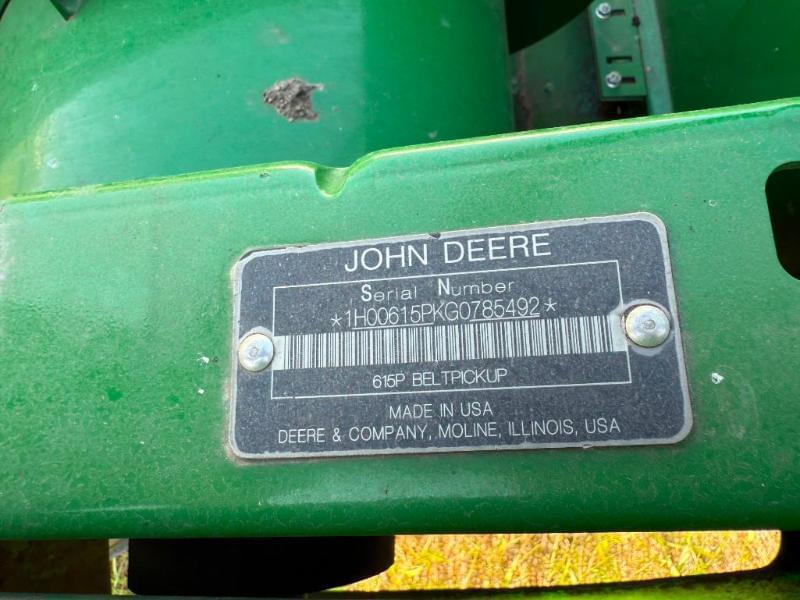 JOHN DEERE
Serial Number
*1H00615PKG0785492*
615P BELTPICKUP
MADE IN USA
DEERE & COMPANY, MOLINE, ILLINOIS, USA